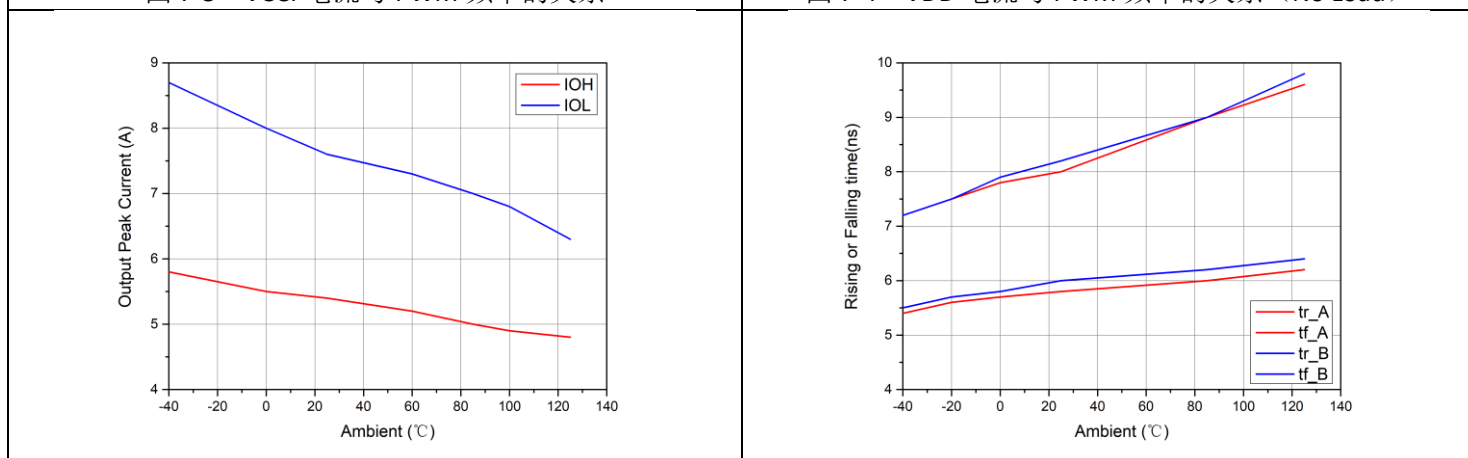 9
8
7
6
5
4
Output Peak Current (A)
IOH
IOL
-40 -20 0 20 40 60 80 100 120 140
Ambient (℃)
10
9
8
7
6
5
4
Rising or Falling time(ns)
tr_A
tf_A
tr_B
tf_B
-40 -20 0 20 40 60 80 100 120 140
Ambient (℃)